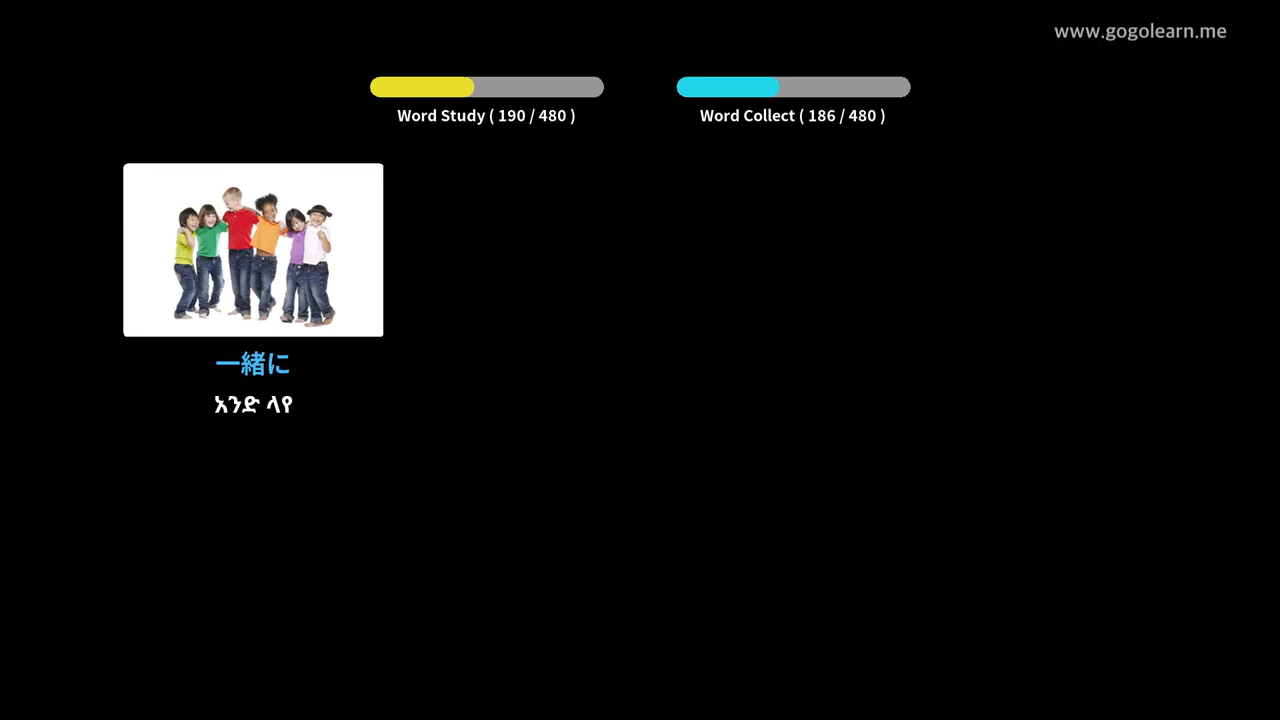 www.gogolearn.me
Word Study ( 190 / 480 )
Word Collect ( 186 / 480 )
一緒に
አንድ ላየ